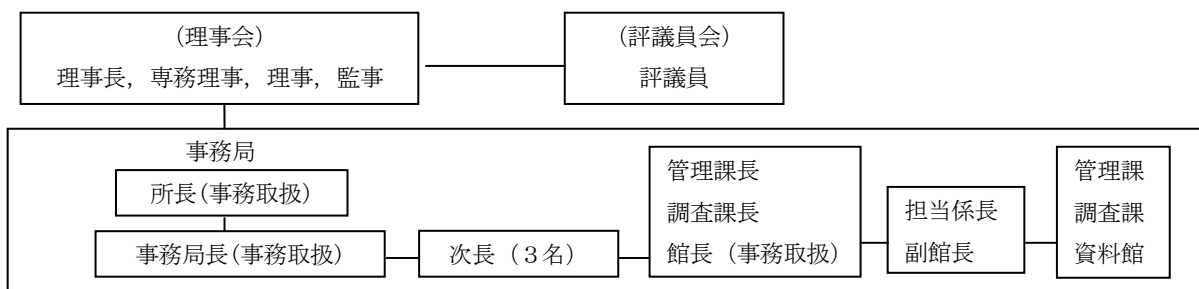 (理事会)
理事長，専務理事，理事，監事
(評議員会)
評議員
事務局
所長(事務取扱)
事務局長(事務取扱)
次長（３名）
管理課長
調査課長
館長（事務取扱）
担当係長
副館長
管理課
調査課
資料館